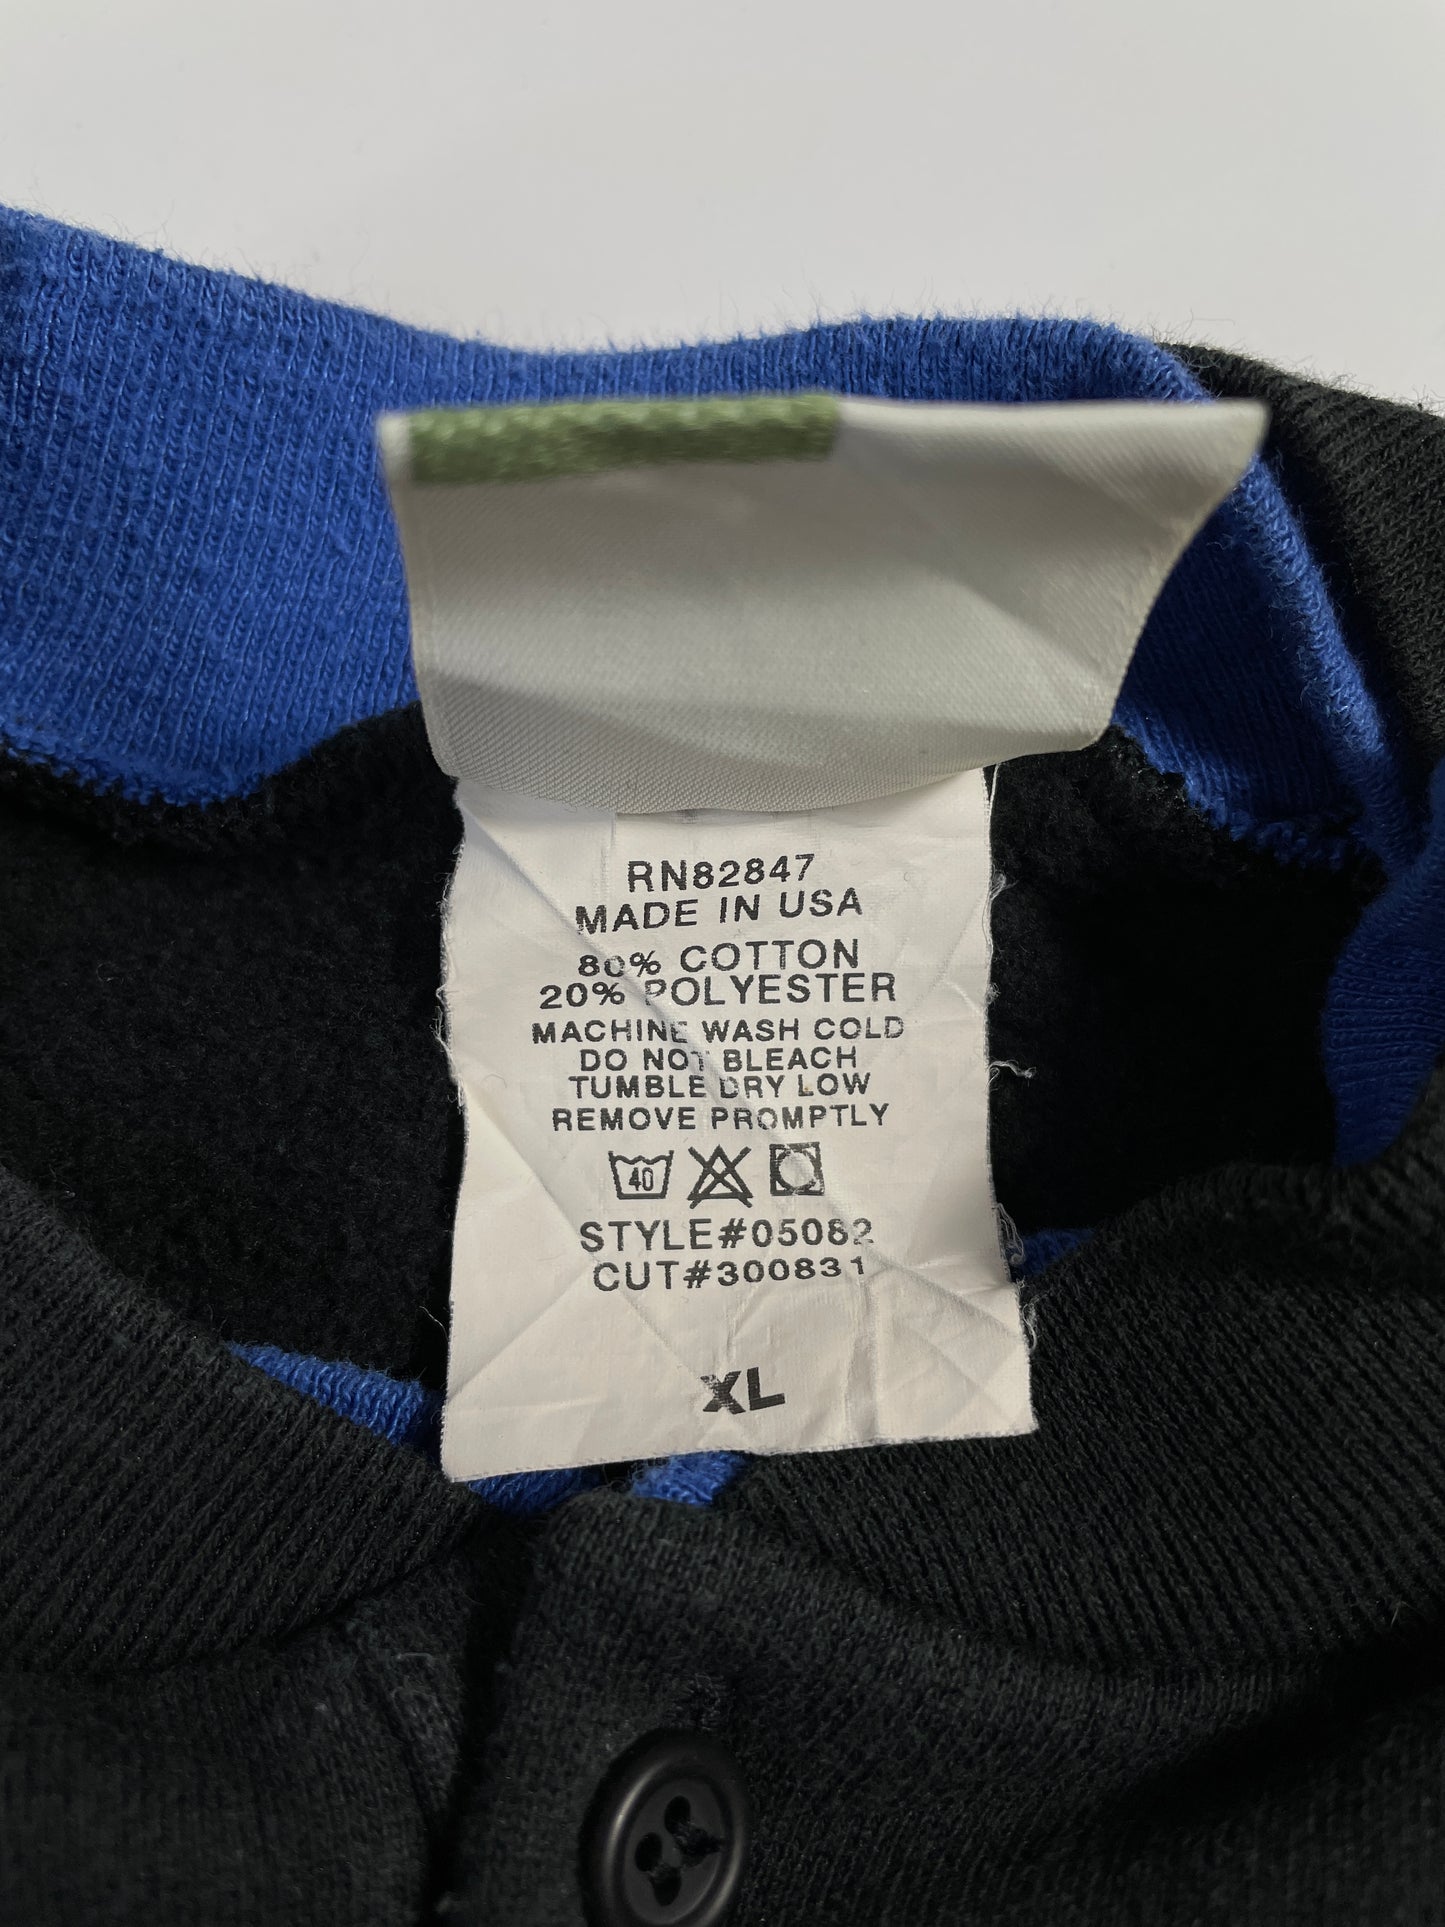 RN82847
MADE IN USA
80% COTTON
20% POLYESTER
MACHINE WASH COLD
DO NOT BLEACH
TUMBLE DRY LOW
REMOVE PROMPTLY
40
STYLE#05082
CUT#300831
XL